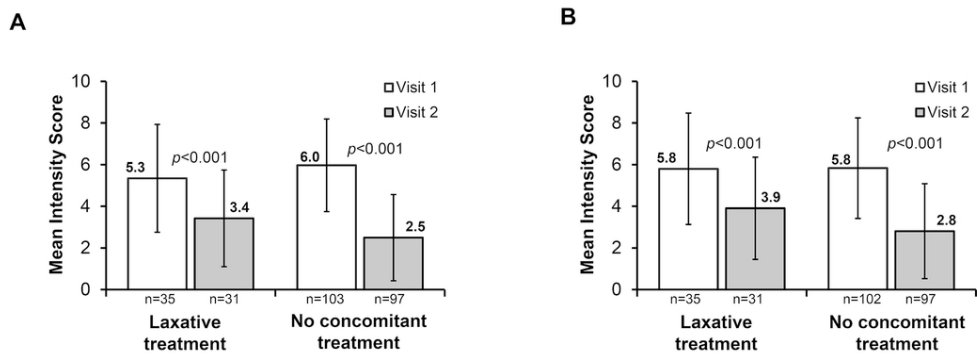 A
Mean Intensity Score
10
8
6
4
2
0
Visit 1
Visit 2
5.3
p<0.001
3.4
6.0
p<0.001
2.5
n=35
n=31
n=103
n=97
Laxative
treatment
No concomitant
treatment
B
Mean Intensity Score
10
8
6
4
2
0
Visit 1
Visit 2
5.8
p<0.001
3.9
5.8
p<0.001
2.8
n=35
n=31
n=102
n=97
Laxative
treatment
No concomitant
treatment